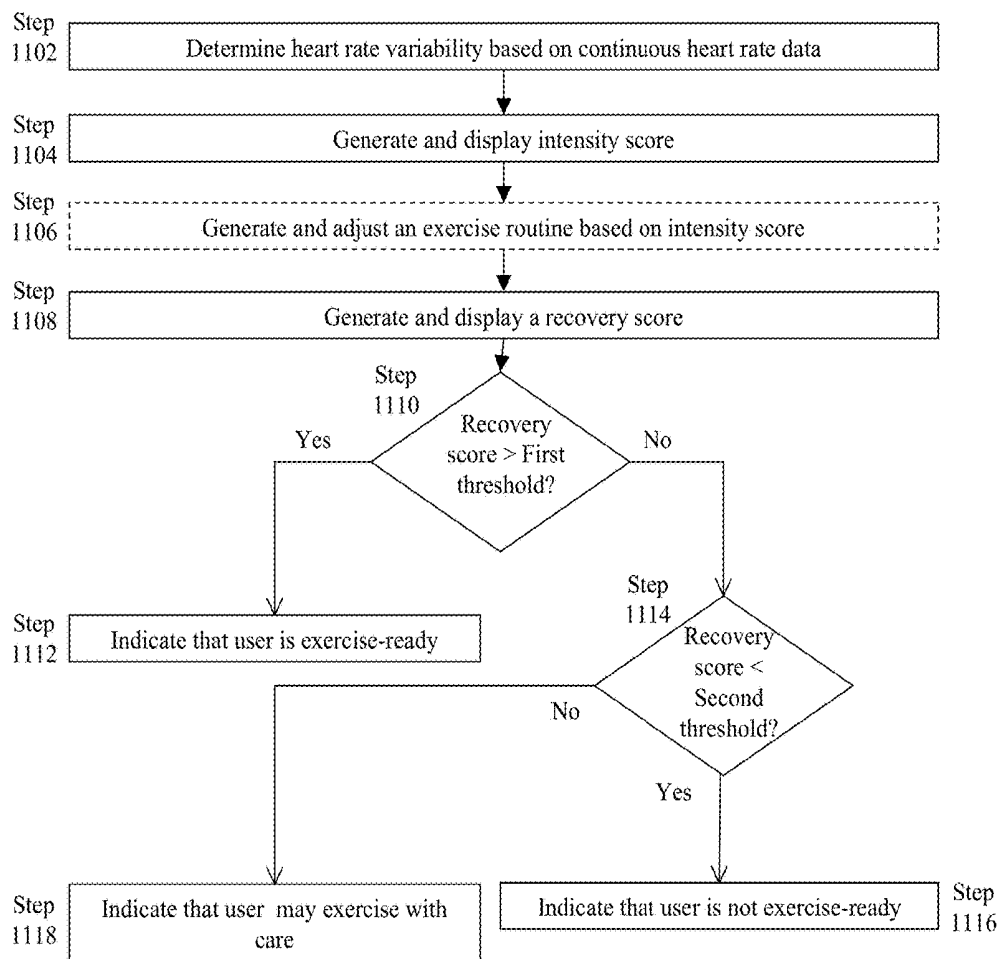 Step
1102
Determine heart rate variability based on continuous heart rate data
Step
1104
Generate and display intensity score
Step
1106
Generate and adjust an exercise routine based on intensity score
Step
1108
Generate and display a recovery score
Step
1110
Recovery
score > First
threshold?
Yes
No
Step
1112
Indicate that user is exercise-ready
Step
1114
Recovery
score <
Second
threshold?
No
Yes
Step
1118
Indicate that user may exercise with
care
Indicate that user is not exercise-ready
Step
1116